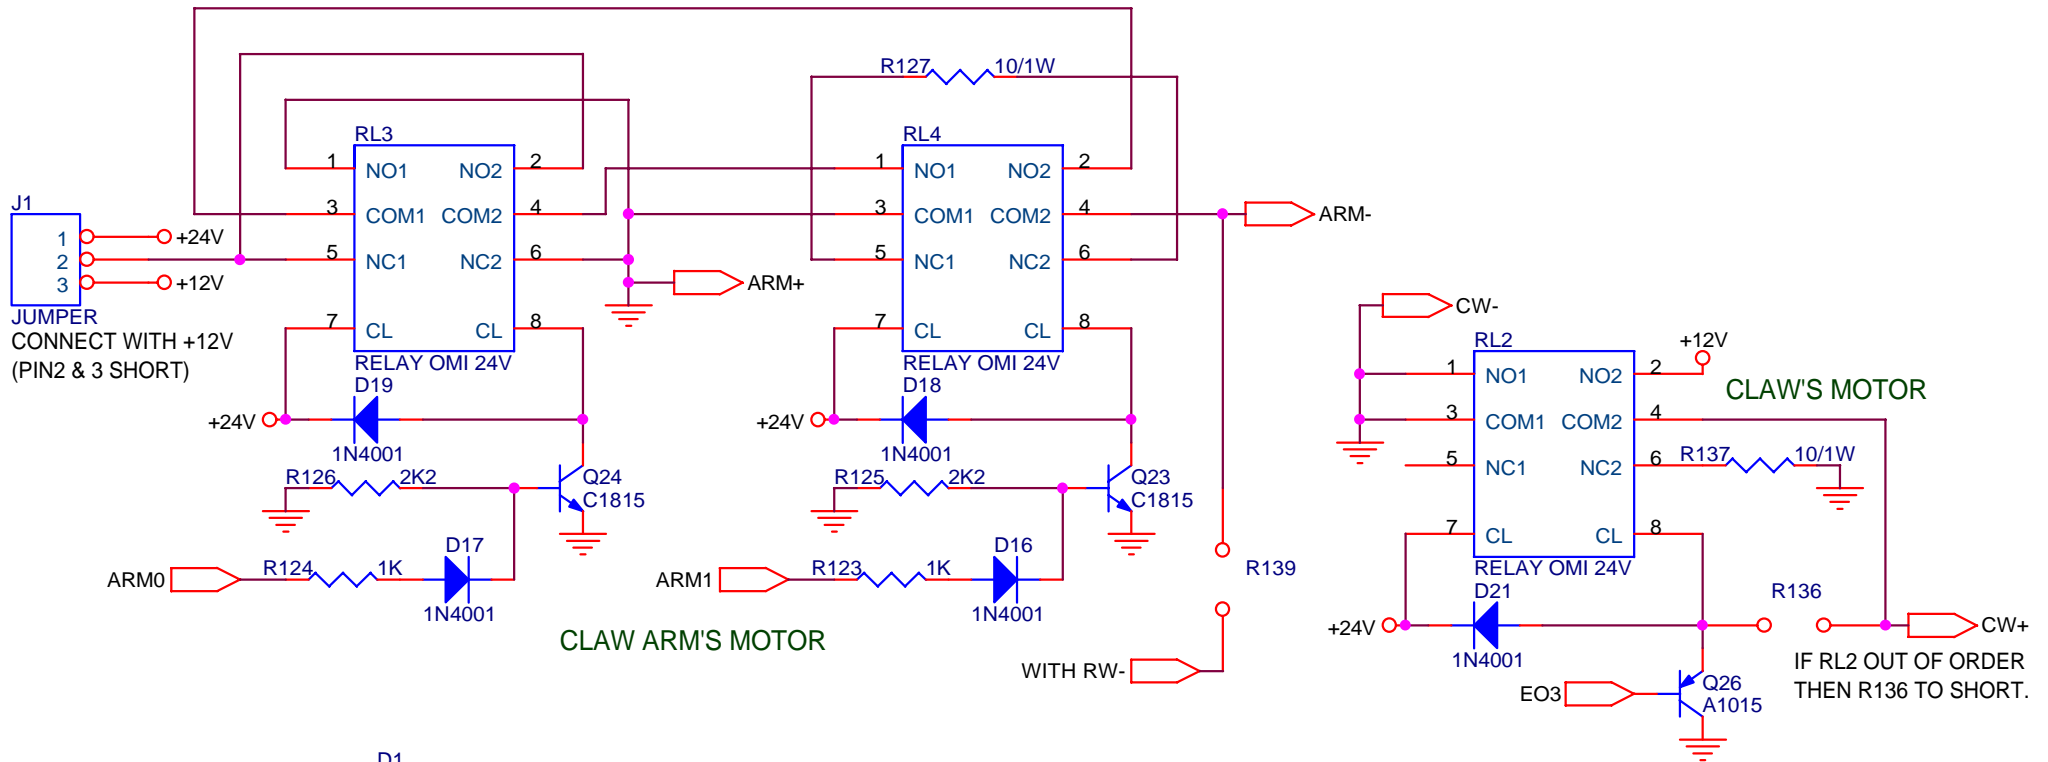 R127 10/1W
RL3 RL4
1 NO1 NO2 2 1 NO1 NO2 2
J1
3 COM1 COM2 4 3 COM1 COM2 4 ARM-
1 +24V
2 5 NC1 NC2 6 5 NC1 NC2 6
3 +12V ARM+
JUMPER
CONNECT WITH +12V
(PIN2 & 3 SHORT)
7 CL CL 8 7 CL CL 8
RELAY OMI 24V RELAY OMI 24V
D19 D18
+24V +24V
1N4001 1N4001
R126 2K2 Q24 R125 2K2 Q23
C1815 C1815
D17 D16
ARM0 R124 1K ARM1 R123 1K R139
1N4001 1N4001
CLAW ARM'S MOTOR
WITH RW-
CW-
RL2 +12V
1 NO1 NO2 2
CLAW'S MOTOR
3 COM1 COM2 4
5 NC1 NC2 6 R137 10/1W
7 CL CL 8
RELAY OMI 24V
D21 R136
+24V CW+
1N4001
IF RL2 OUT OF ORDER
THEN R136 TO SHORT.
EO3 Q26
A1015
D1